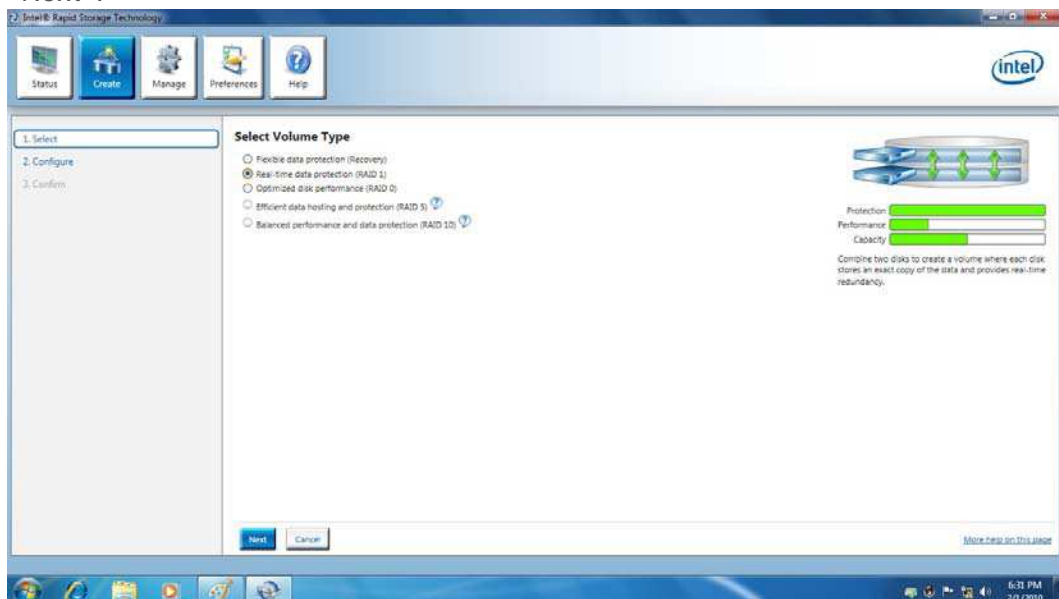 Intel® Rapid Storage Technology
Status
Create
Manage
Preferences
Help
intel
1. Select
2. Configure
3. Confirm
Select Volume Type
Flexible data protection (Recovery)
Real-time data protection (RAID 1)
Optimized disk performance (RAID 0)
Efficient data hosting and protection (RAID 5)
Balanced performance and data protection (RAID 10)
Protection
Performance
Capacity
Combine two disks to create a volume where each disk
stores an exact copy of the data and provides real-time
redundancy.
Next
Cancel
More help on this page
6:31 PM
2/1/2010